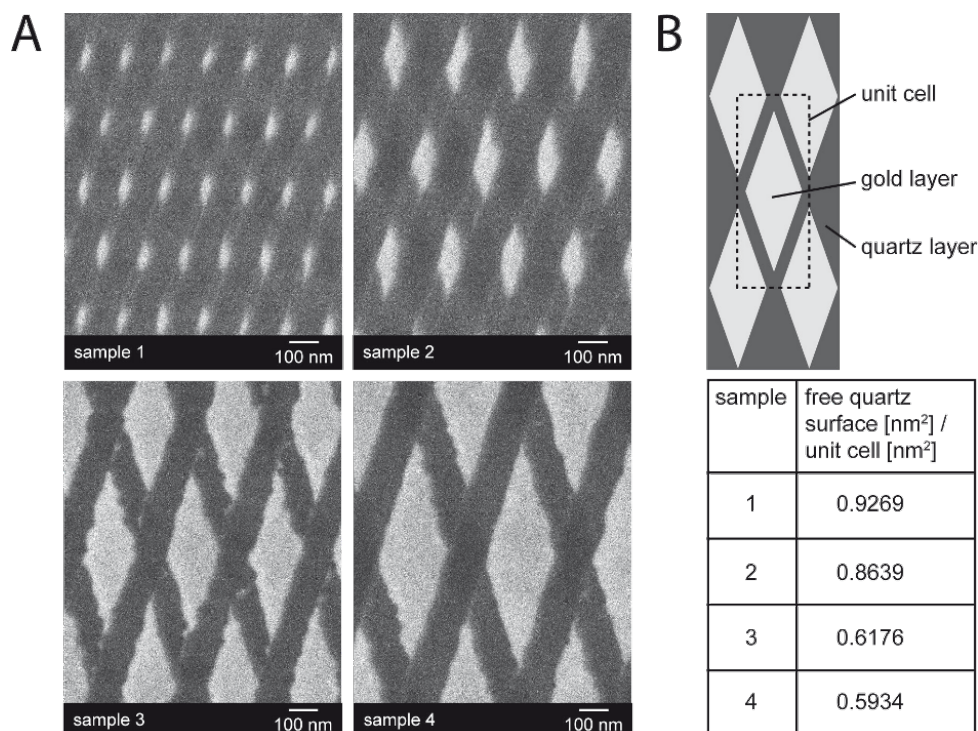 A
sample 1
100 nm
sample 2
100 nm
sample 3
100 nm
sample 4
100 nm
B
unit cell
gold layer
quartz layer
sample
free quartz
surface [nm²] /
unit cell [nm²]
1
0.9269
2
0.8639
3
0.6176
4
0.5934